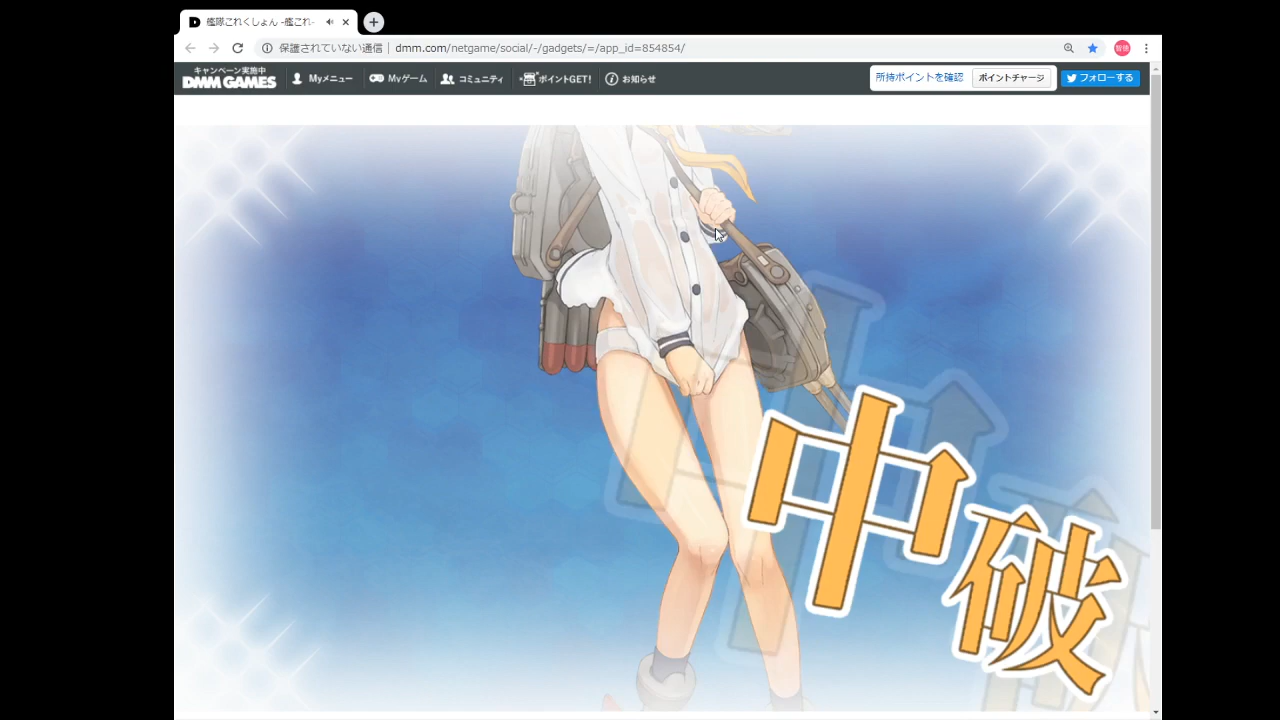 艦隊これくしょん -艦これ-
保護されていない通信 | dmm.com/netgame/social/-/gadgets/=/app_id=854854/
キャンペーン実施中
DMM GAMES
Myメニュー
Myゲーム
コミュニティ
ポイントGET!
お知らせ
所持ポイントを確認
ポイントチャージ
フォローする
中破